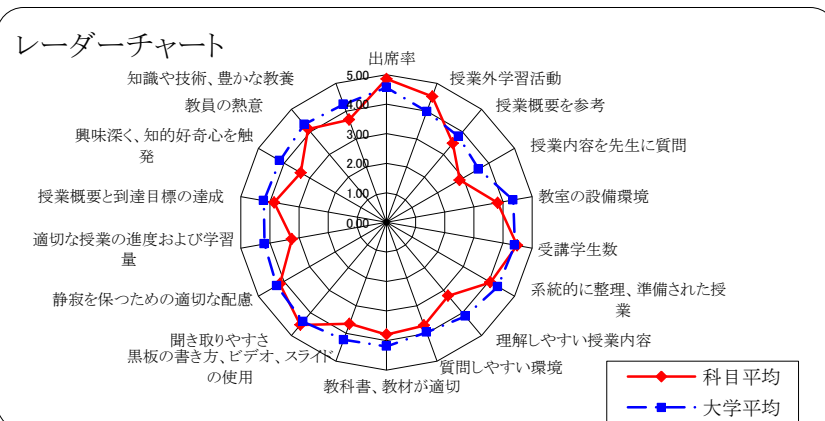 レーダーチャート
出席率
授業外学習活動
授業概要を参考
授業内容を先生に質問
教室の設備環境
受講学生数
系統的に整理、準備された授
業
理解しやすい授業内容
質問しやすい環境
教科書、教材が適切
黒板の書き方、ビデオ、スライド
の使用
聞き取りやすさ
静寂を保つための適切な配慮
適切な授業の進度および学習
量
授業概要と到達目標の達成
興味深く、知的好奇心を触
発
教員の熱意
知識や技術、豊かな教養
5.00
4.00
3.00
2.00
1.00
0.00
科目平均
大学平均